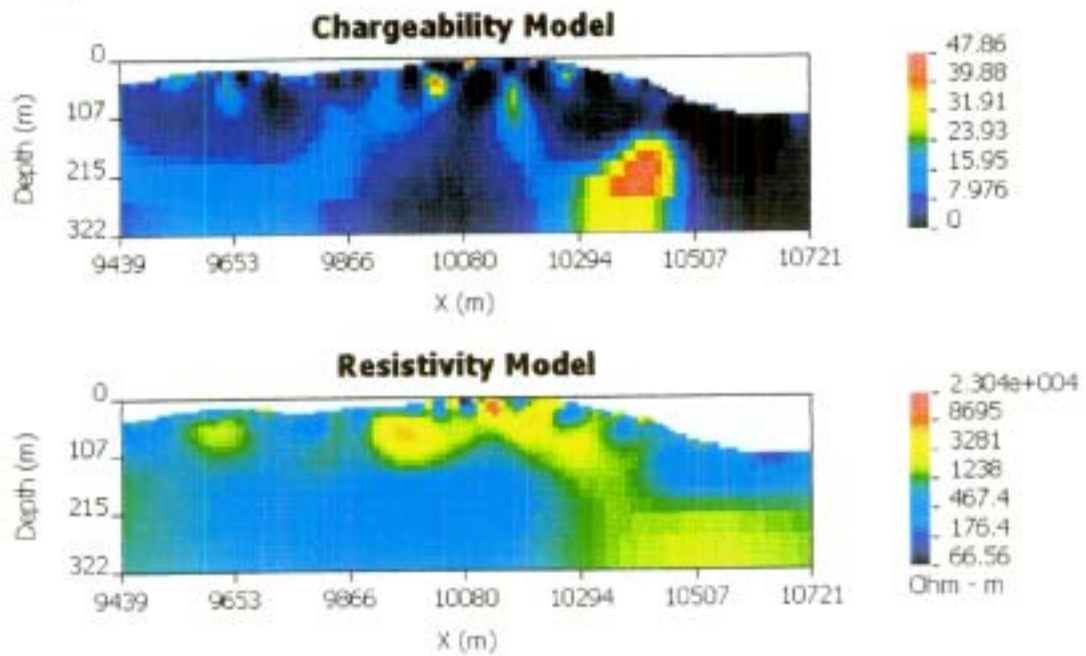 Chargeability Model
0
107
215
322
Depth (m)
9439 9653 9866 10080 10294 10507 10721
X (m)
47.86
39.88
31.91
23.93
15.95
7.976
0
Resistivity Model
0
107
215
322
Depth (m)
9439 9653 9866 10080 10294 10507 10721
X (m)
2.304e+004
8695
3281
1238
467.4
176.4
66.56
Ohm - m